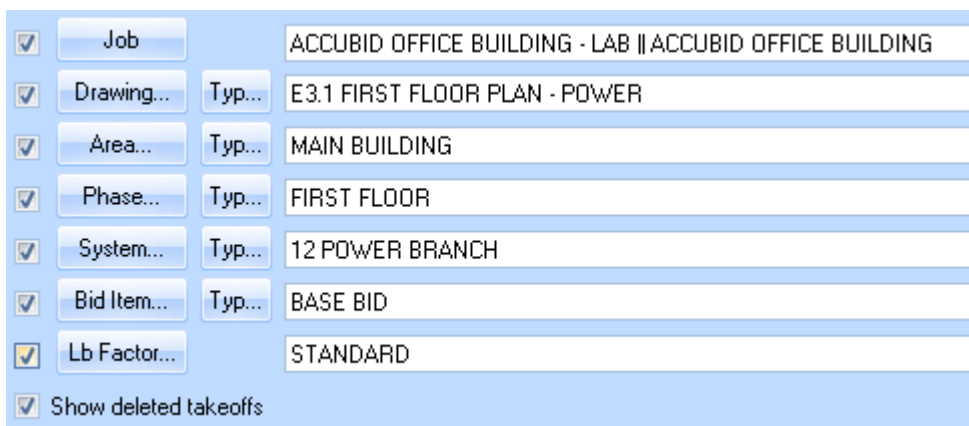 Job ACCUBID OFFICE BUILDING - LAB || ACCUBID OFFICE BUILDING
Drawing... Typ... E3.1 FIRST FLOOR PLAN - POWER
Area... Typ... MAIN BUILDING
Phase... Typ... FIRST FLOOR
System... Typ... 12 POWER BRANCH
Bid Item... Typ... BASE BID
Lb Factor... STANDARD
Show deleted takeoffs